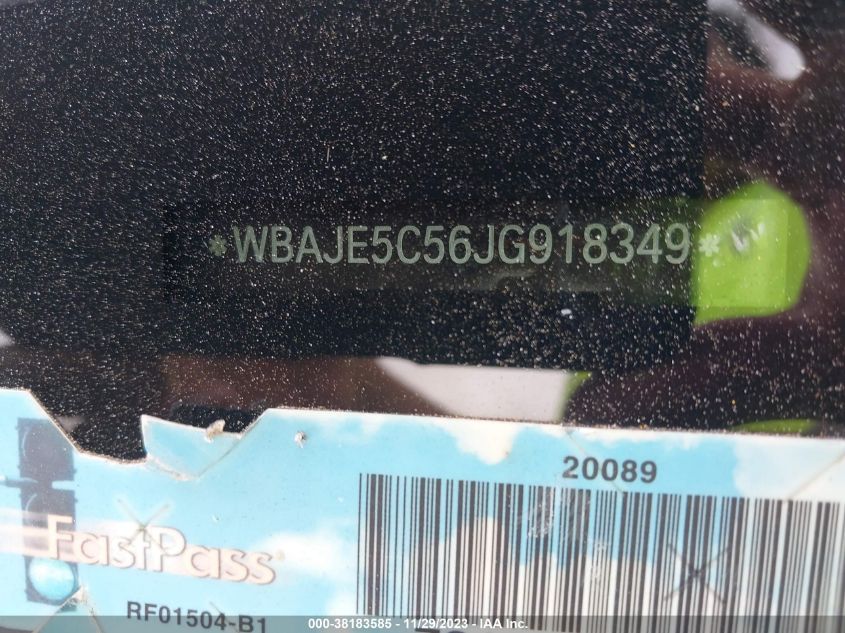 *WBAJE5C56JG918349*
20089
FastPass
RF01504-B1
000-38183585 - 11/29/2023 - IAA, Inc.